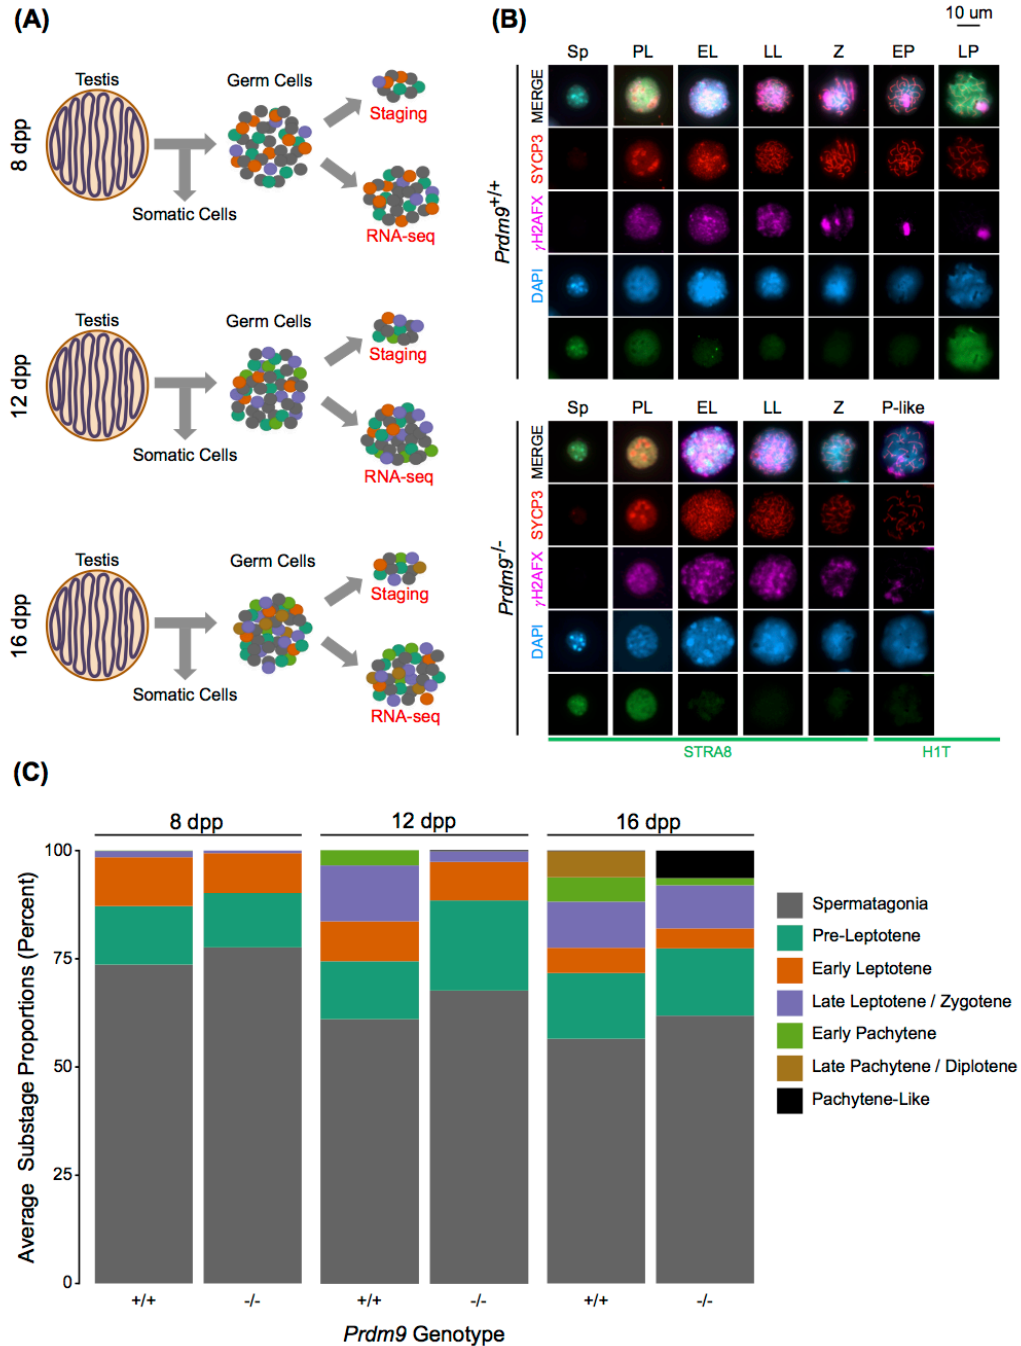 (A)
Testis
Germ Cells
8 dpp
Staging
Somatic Cells
RNA-seq
Testis
Germ Cells
12 dpp
Staging
Somatic Cells
RNA-seq
Testis
Germ Cells
16 dpp
Staging
Somatic Cells
RNA-seq
(B)
10 um
Sp PL EL LL Z EP LP
Prdm9+/+
MERGE
SYCP3
γH2AFX
DAPI
Sp PL EL LL Z P-like
Prdm9-/-
MERGE
SYCP3
γH2AFX
DAPI
STRA8 H1T
(C)
8 dpp 12 dpp 16 dpp
Average Substage Proportions (Percent)
100
75
50
25
0
+/+ -/- +/+ -/- +/+ -/-
Prdm9 Genotype
Spermatagonia
Pre-Leptotene
Early Leptotene
Late Leptotene / Zygotene
Early Pachytene
Late Pachytene / Diplotene
Pachytene-Like